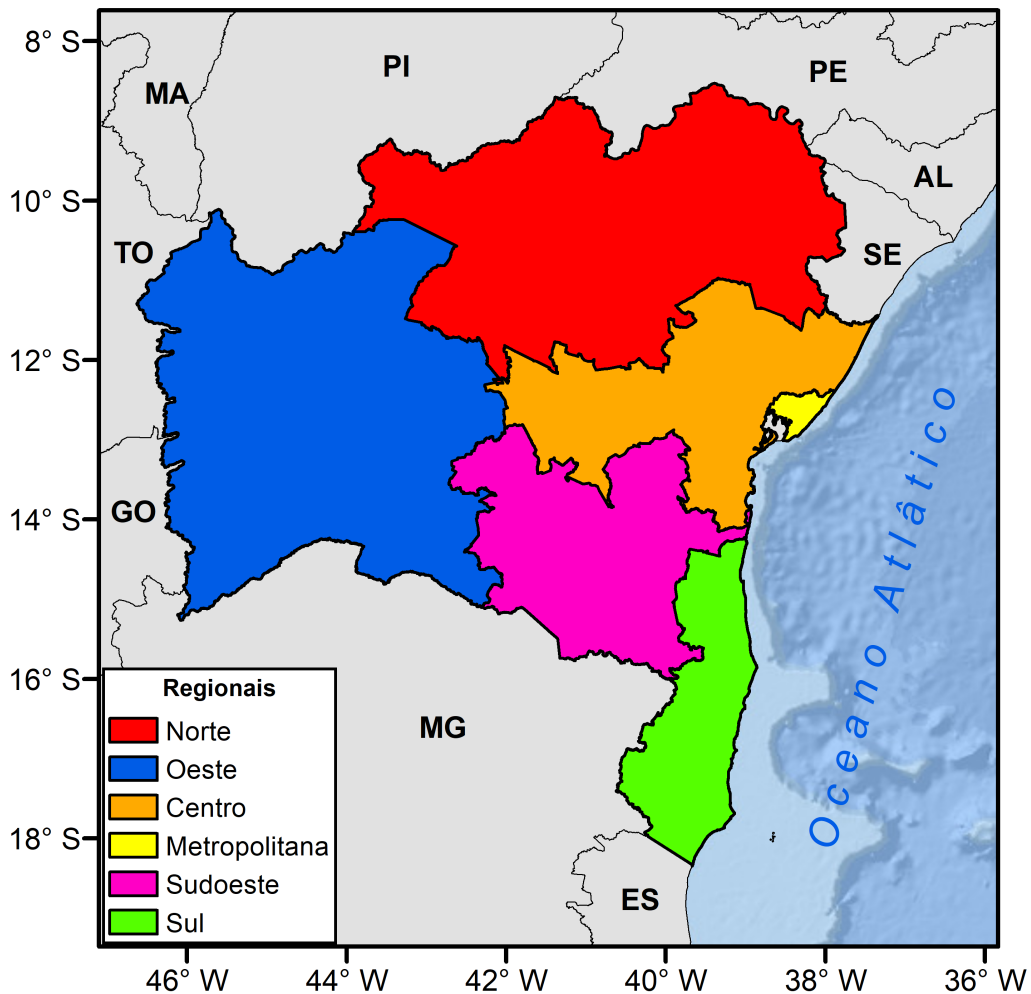 8° S
10° S
12° S
14° S
16° S
18° S
MA
PI
PE
AL
TO
SE
GO
MG
ES
Oceano Atlâtico
Regionais
Norte
Oeste
Centro
Metropolitana
Sudoeste
Sul
46° W
44° W
42° W
40° W
38° W
36° W